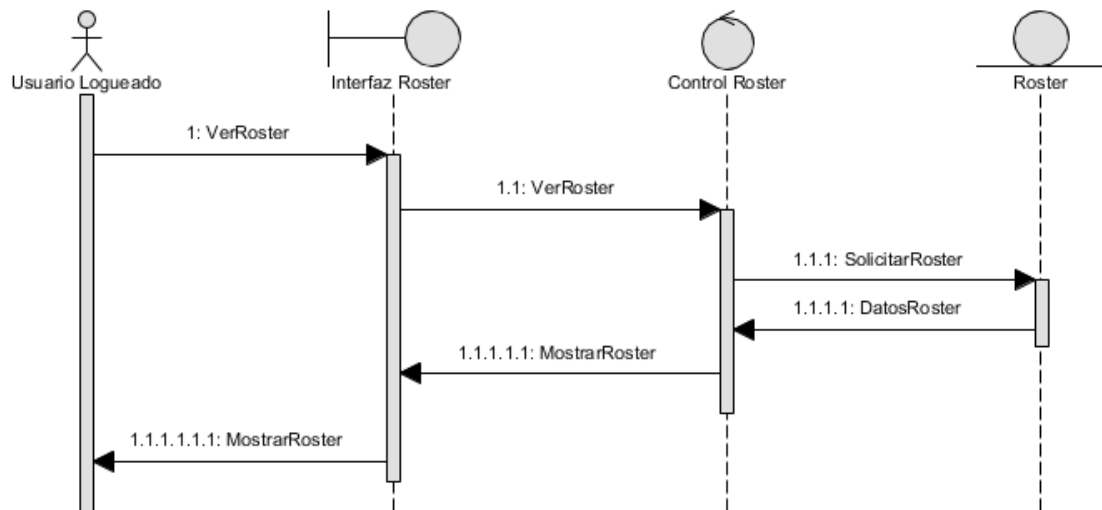 Usuario Logueado
Interfaz Roster
Control Roster
Roster
1: VerRoster
1.1: VerRoster
1.1.1: SolicitarRoster
1.1.1.1: DatosRoster
1.1.1.1.1: MostrarRoster
1.1.1.1.1.1: MostrarRoster